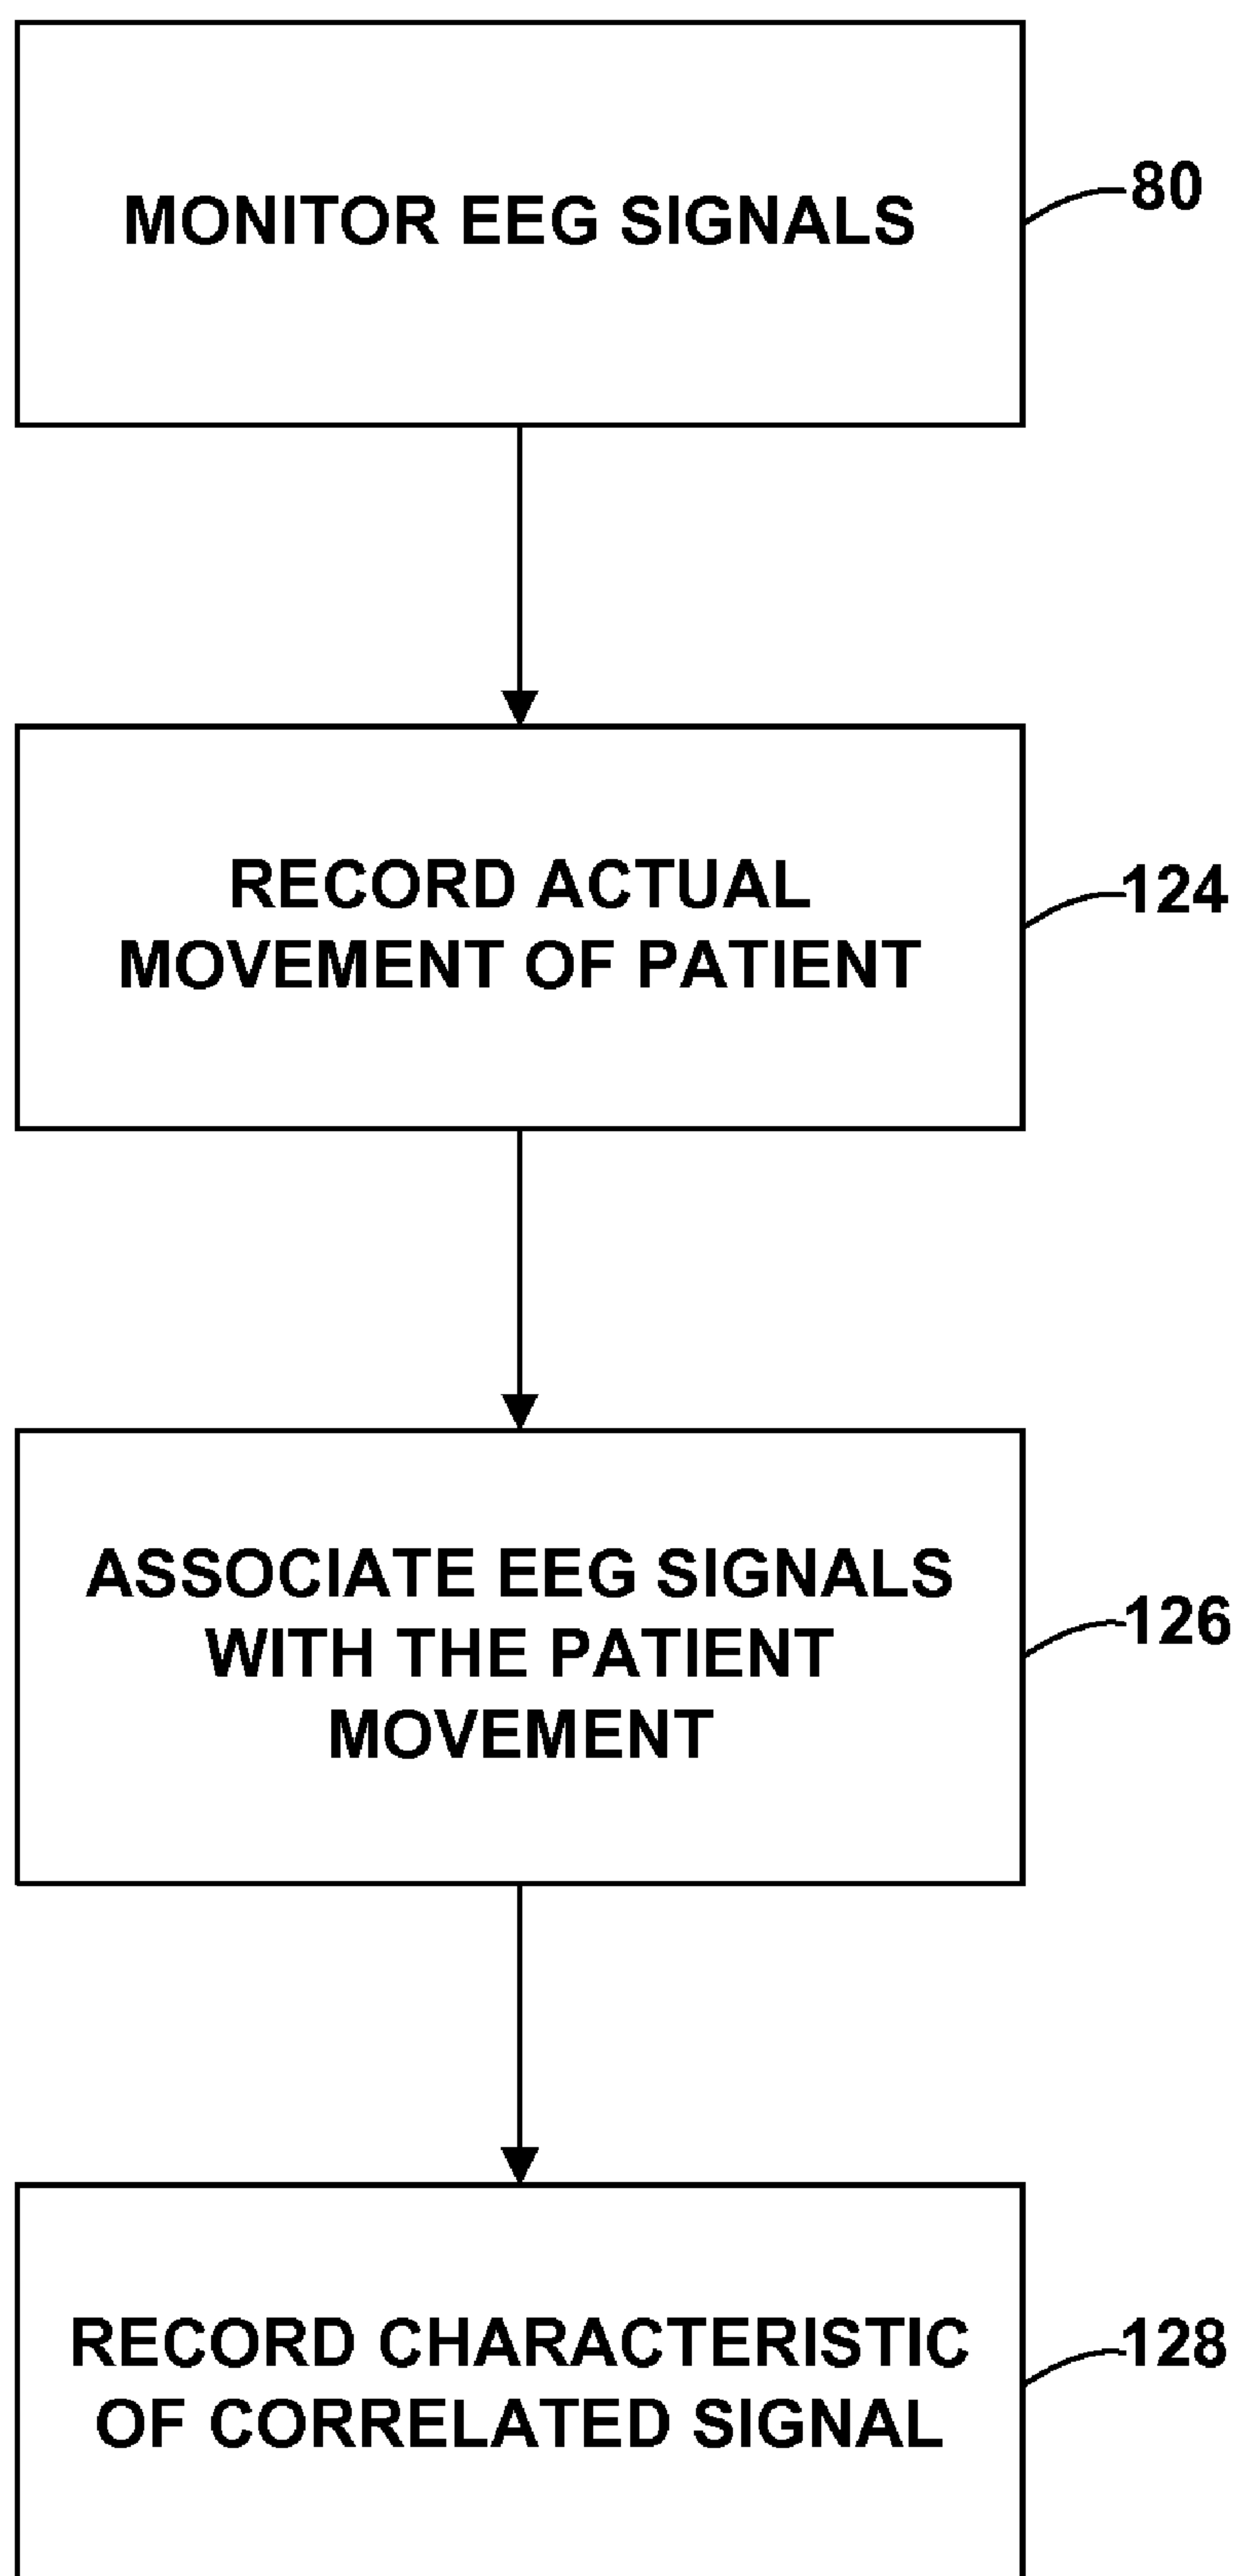 MONITOR EEG SIGNALS
80
RECORD ACTUAL
MOVEMENT OF PATIENT
124
ASSOCIATE EEG SIGNALS
WITH THE PATIENT
MOVEMENT
126
RECORD CHARACTERISTIC
OF CORRELATED SIGNAL
128